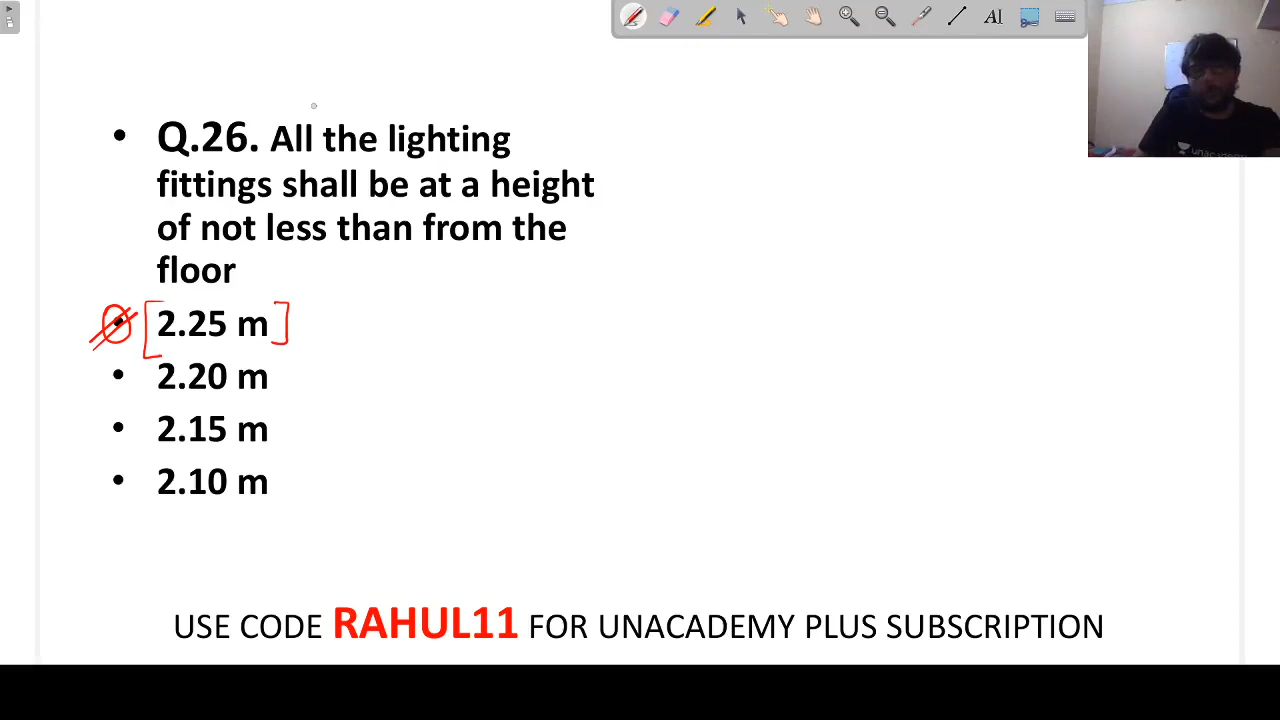 Q.26. All the lighting
fittings shall be at a height
of not less than from the
floor
2.25 m
2.20 m
2.15 m
2.10 m
USE CODE RAHUL11 FOR UNACADEMY PLUS SUBSCRIPTION